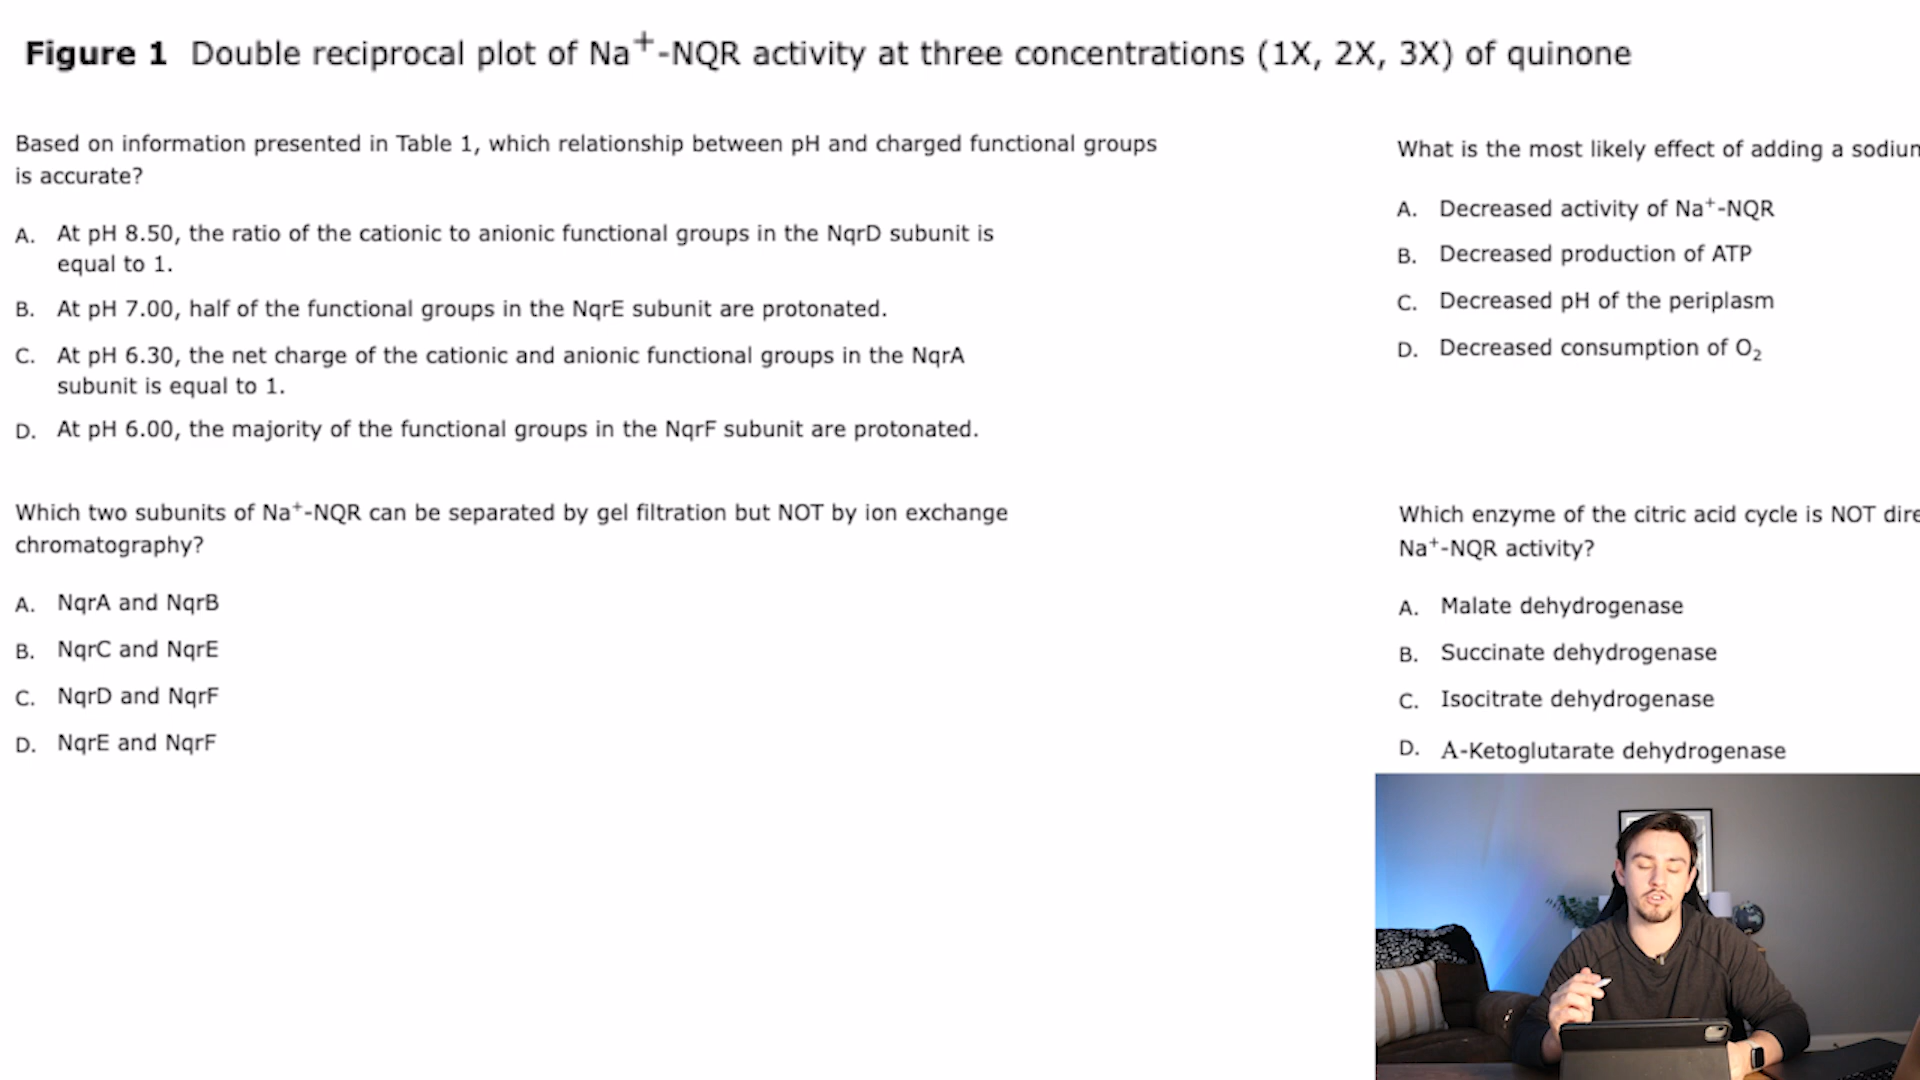 Figure 1 Double reciprocal plot of Na⁺-NQR activity at three concentrations (1X, 2X, 3X) of quinone
Based on information presented in Table 1, which relationship between pH and charged functional groups
is accurate?
A. At pH 8.50, the ratio of the cationic to anionic functional groups in the NqrD subunit is
equal to 1.
B. At pH 7.00, half of the functional groups in the NqrE subunit are protonated.
C. At pH 6.30, the net charge of the cationic and anionic functional groups in the NqrA
subunit is equal to 1.
D. At pH 6.00, the majority of the functional groups in the NqrF subunit are protonated.
Which two subunits of Na⁺-NQR can be separated by gel filtration but NOT by ion exchange
chromatography?
A. NqrA and NqrB
B. NqrC and NqrE
C. NqrD and NqrF
D. NqrE and NqrF
What is the most likely effect of adding a
A. Decreased activity of Na⁺-NQR
B. Decreased production of ATP
C. Decreased pH of the periplasm
D. Decreased consumption of O₂
Which enzyme of the citric acid cycle is NOT
Na⁺-NQR activity?
A. Malate dehydrogenase
B. Succinate dehydrogenase
C. Isocitrate dehydrogenase
D. Α-Ketoglutarate dehydrogenase